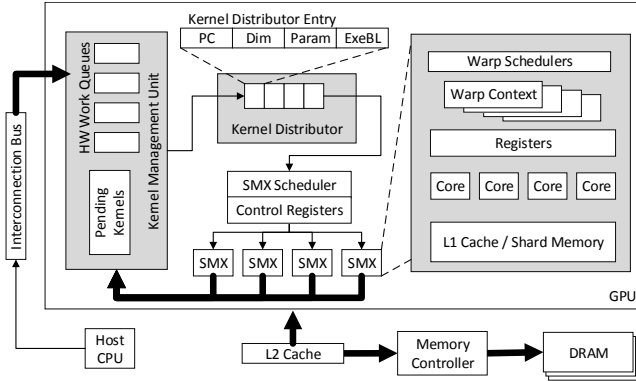 Kernel Distributor Entry
PC Dim Param ExeBL
HW Work Queues
Pending
Kernels
Kernel Management Unit
Kernel Distributor
SMX Scheduler
Control Registers
SMX SMX SMX SMX
Warp Schedulers
Warp Context
Registers
Core Core Core Core
L1 Cache / Shard Memory
GPU
Interconnection Bus
Host
CPU
L2 Cache
Memory
Controller
DRAM